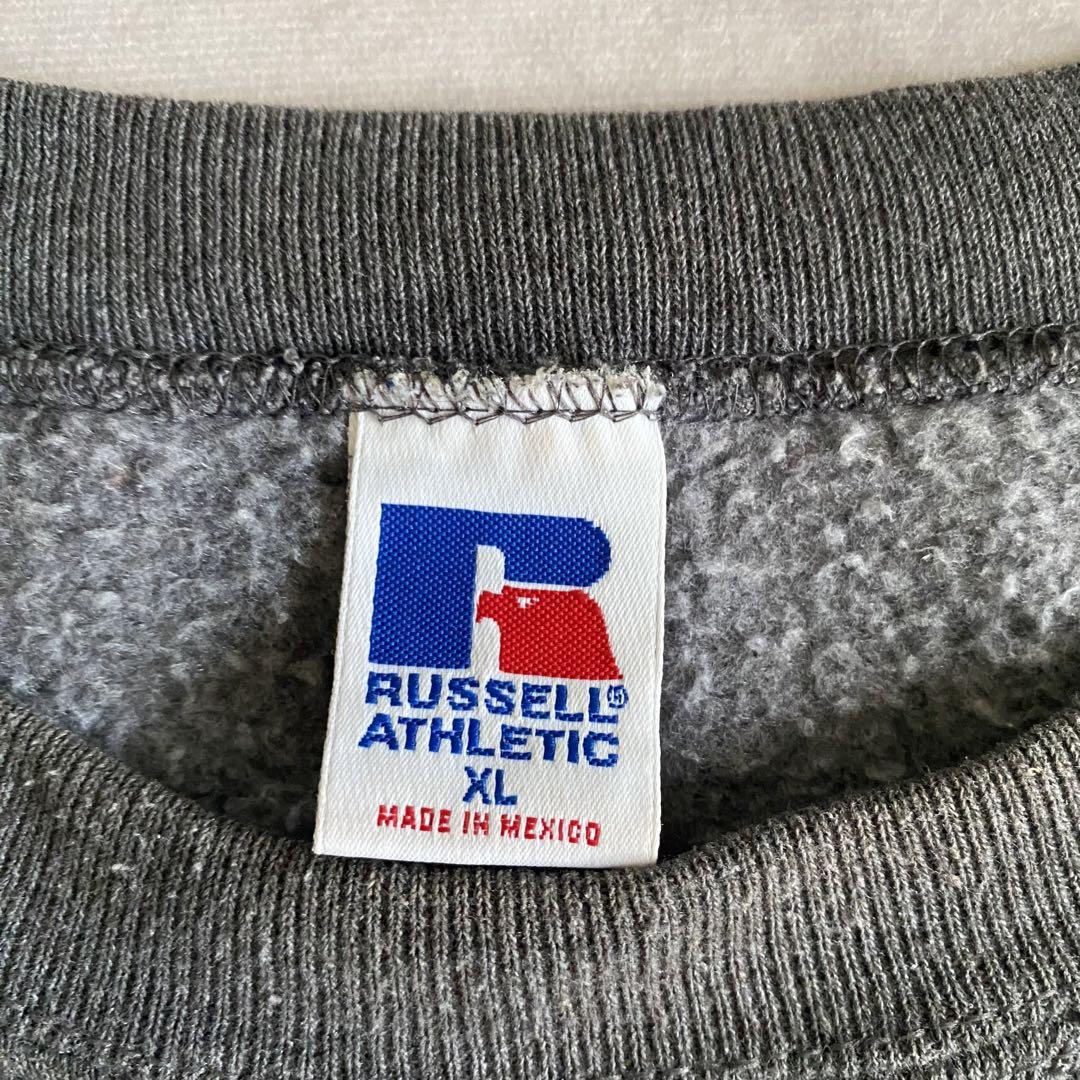 R
RUSSELL®
ATHLETIC
XL
MADE IN MEXICO